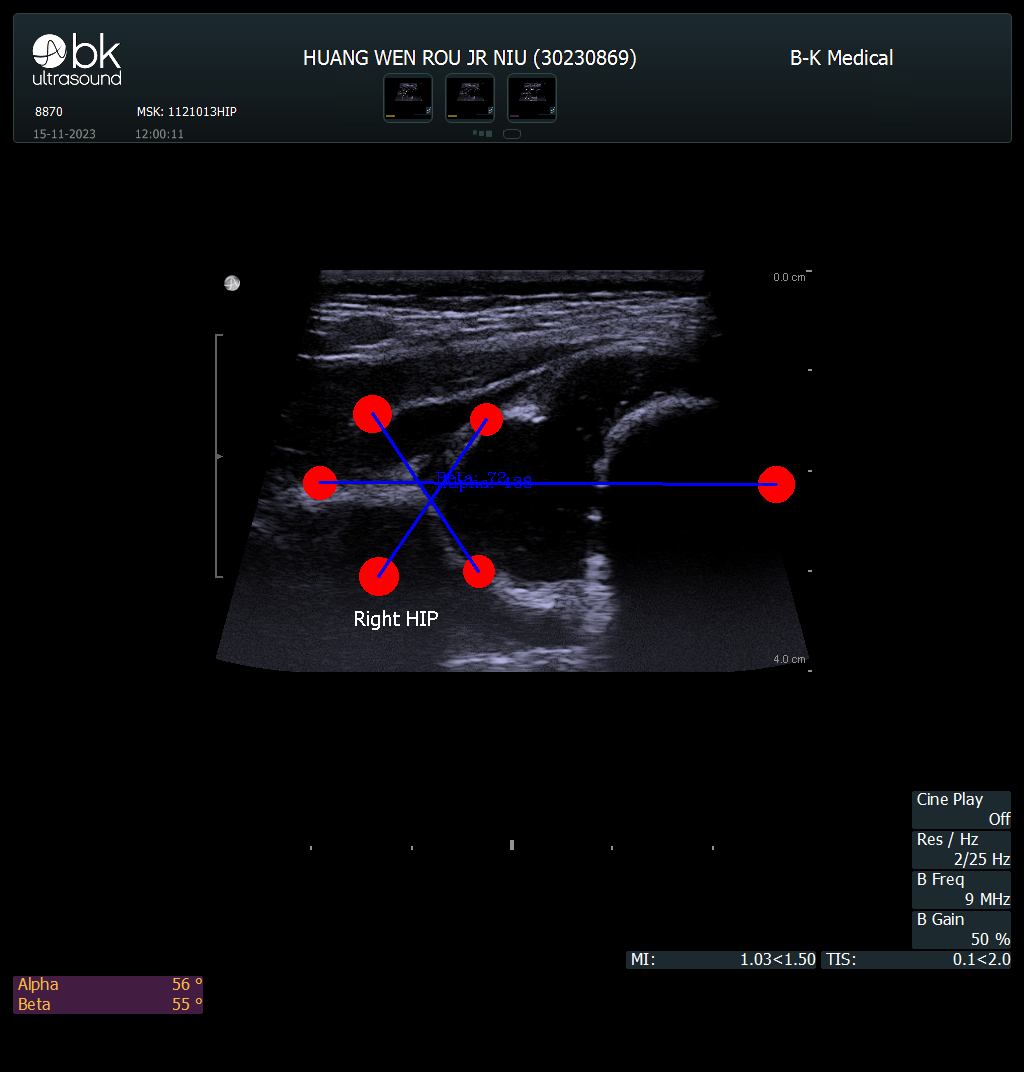 bk
ultrasound
HUANG WEN ROU JR NIU (30230869)
B-K Medical
8870
MSK: 1121013HIP
15-11-2023
12:00:11
0.0 cm
Right HIP
4.0 cm
Cine Play
Off
Res / Hz
2/25 Hz
B Freq
9 MHz
B Gain
50 %
MI: 1.03<1.50
TIS: 0.1<2.0
Alpha 56 °
Beta 55 °